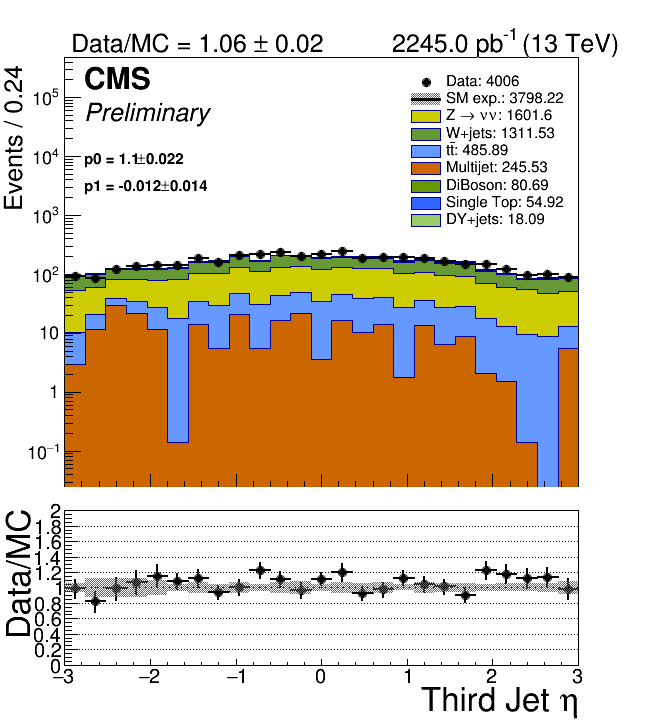 Data/MC = 1.06 ± 0.02 2245.0 pb⁻¹ (13 TeV)
CMS
Preliminary
p0 = 1.1±0.022
p1 = -0.012±0.014
Data: 4006
SM exp.: 3798.22
Z → νν: 1601.6
W+jets: 1311.53
tt̄: 485.89
Multijet: 245.53
DiBoson: 80.69
Single Top: 54.92
DY+jets: 18.09
Events / 0.24
10⁵
10⁴
10³
10²
10
1
10⁻¹
Data/MC
2
1.8
1.6
1.4
1.2
1
0.8
0.6
0.4
0.2
0
−3 −2 −1 0 1 2 3
Third Jet η